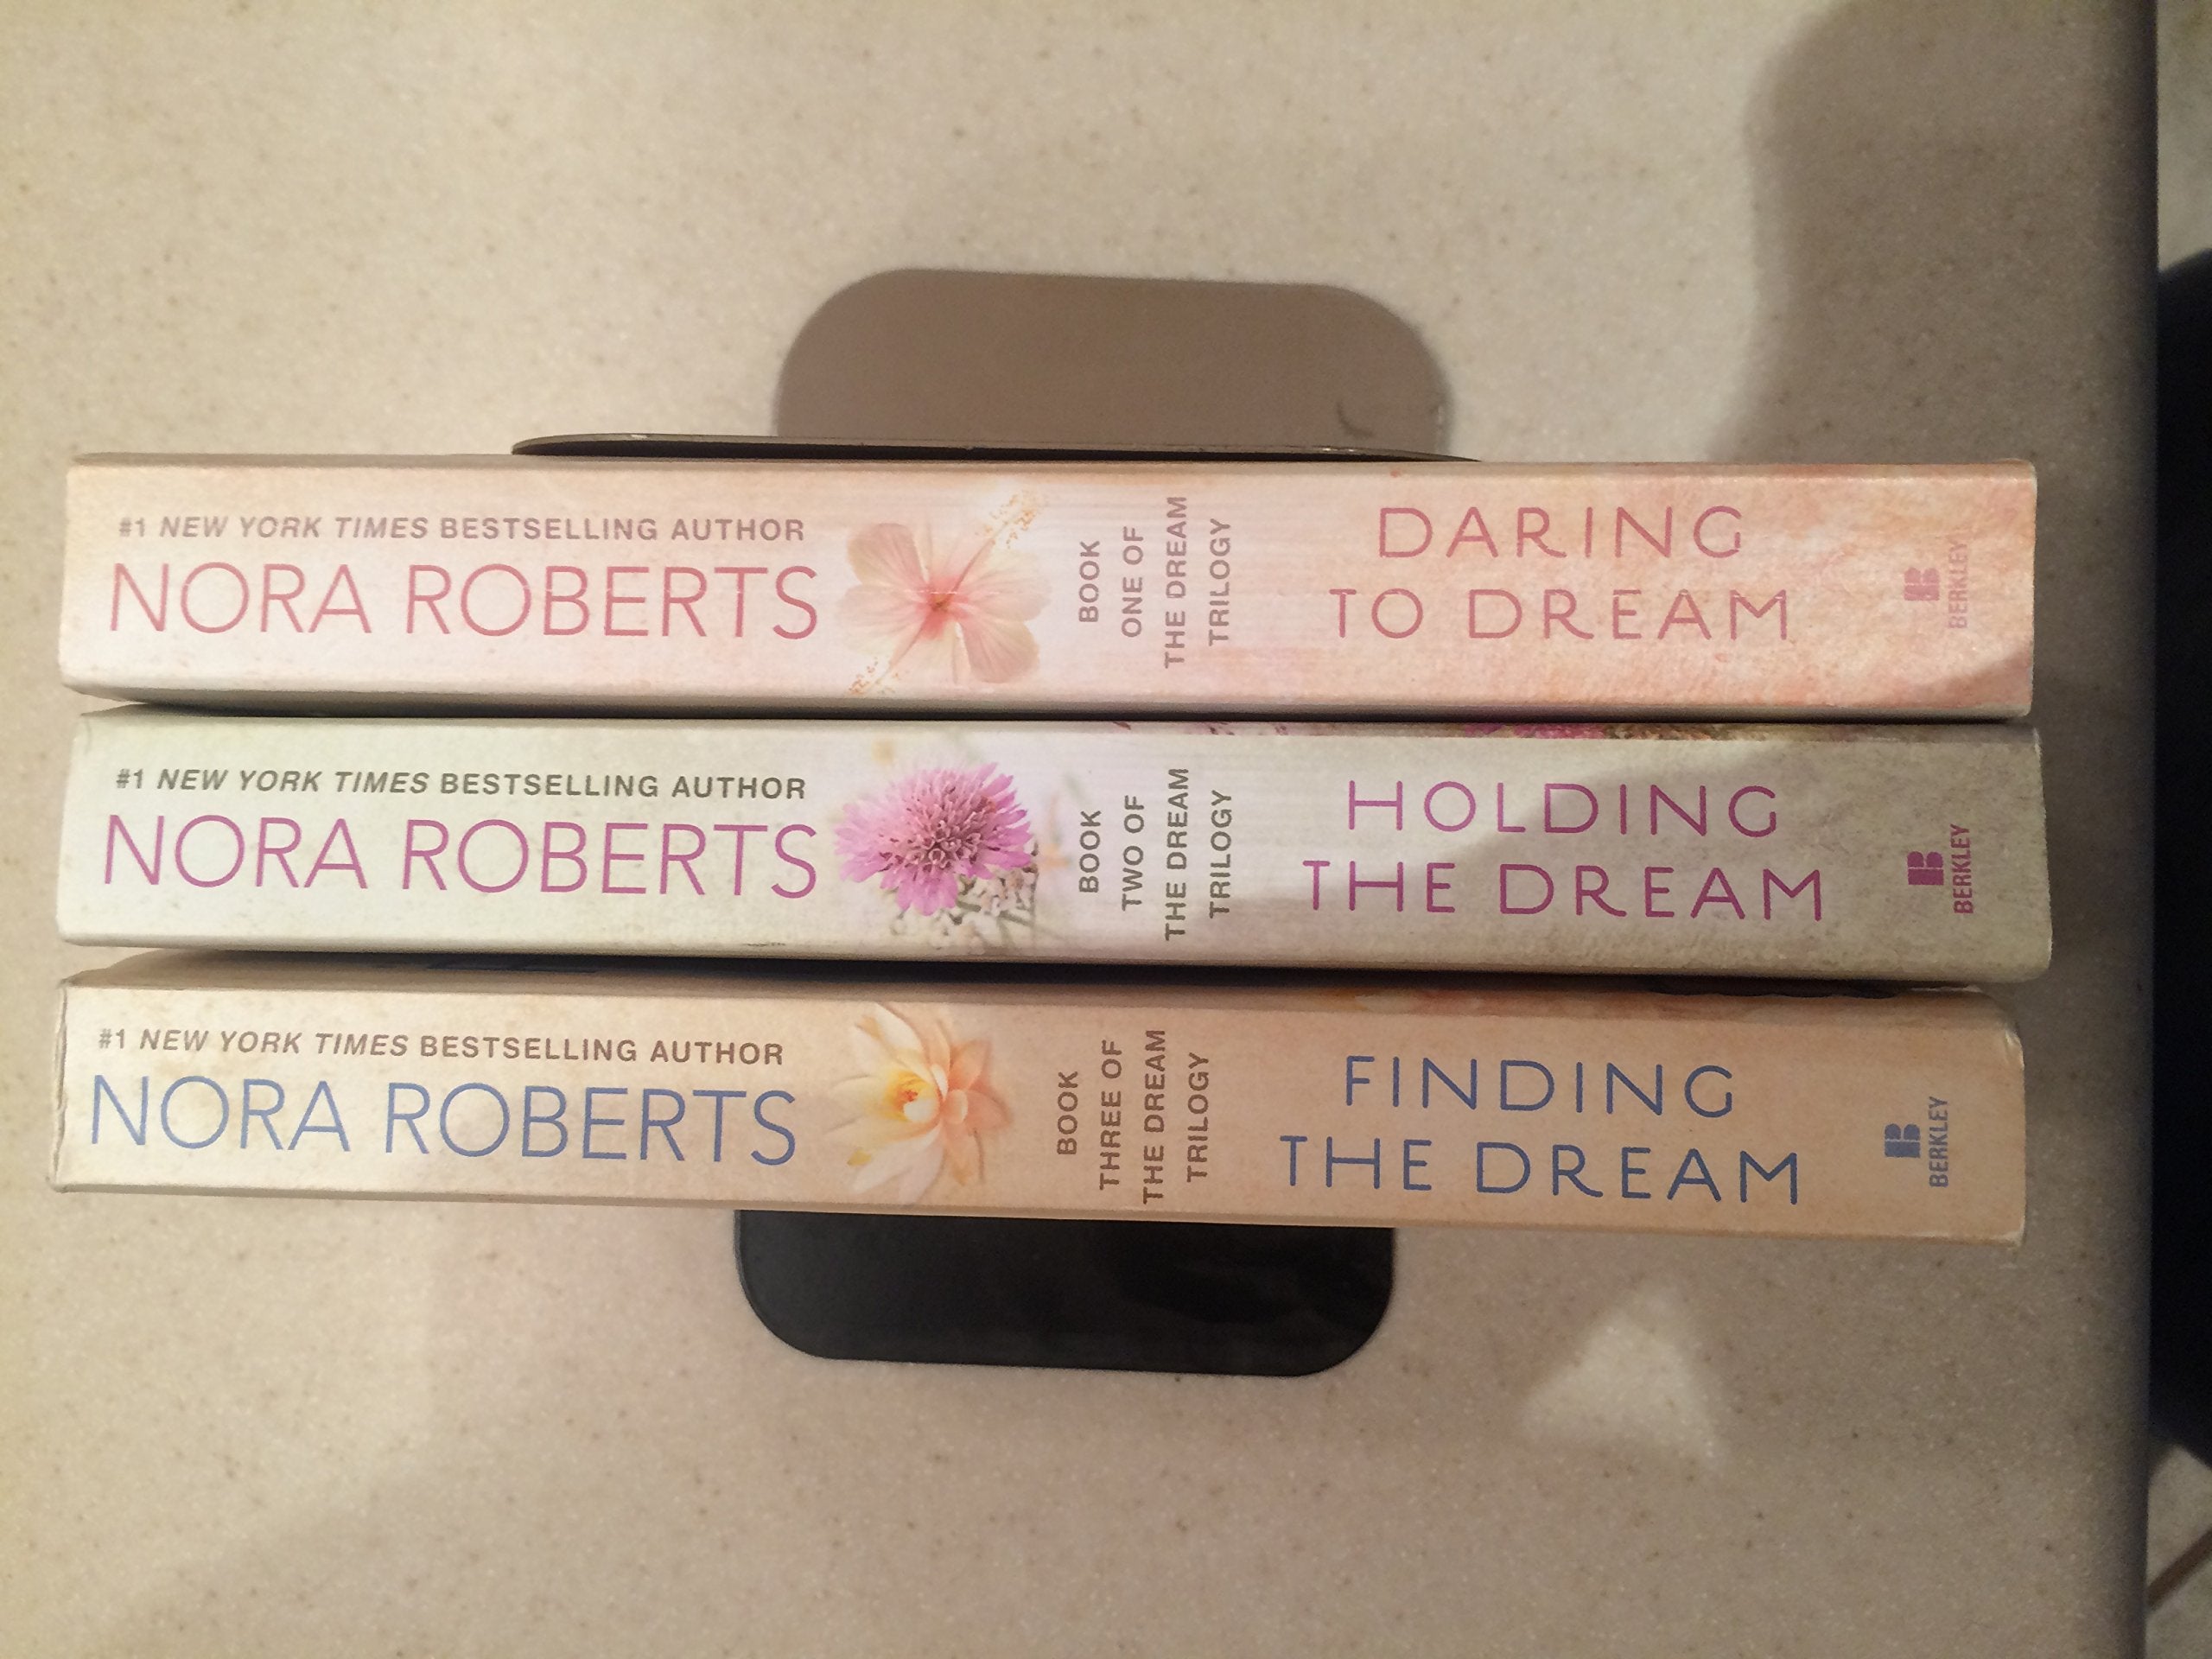 #1 NEW YORK TIMES BESTSELLING AUTHOR
NORA ROBERTS
BOOK
ONE OF
THE DREAM
TRILOGY
DARING
TO DREAM
B
BERKLEY
#1 NEW YORK TIMES BESTSELLING AUTHOR
NORA ROBERTS
BOOK
TWO OF
THE DREAM
TRILOGY
HOLDING
THE DREAM
B
BERKLEY
#1 NEW YORK TIMES BESTSELLING AUTHOR
NORA ROBERTS
BOOK
THREE OF
THE DREAM
TRILOGY
FINDING
THE DREAM
B
BERKLEY